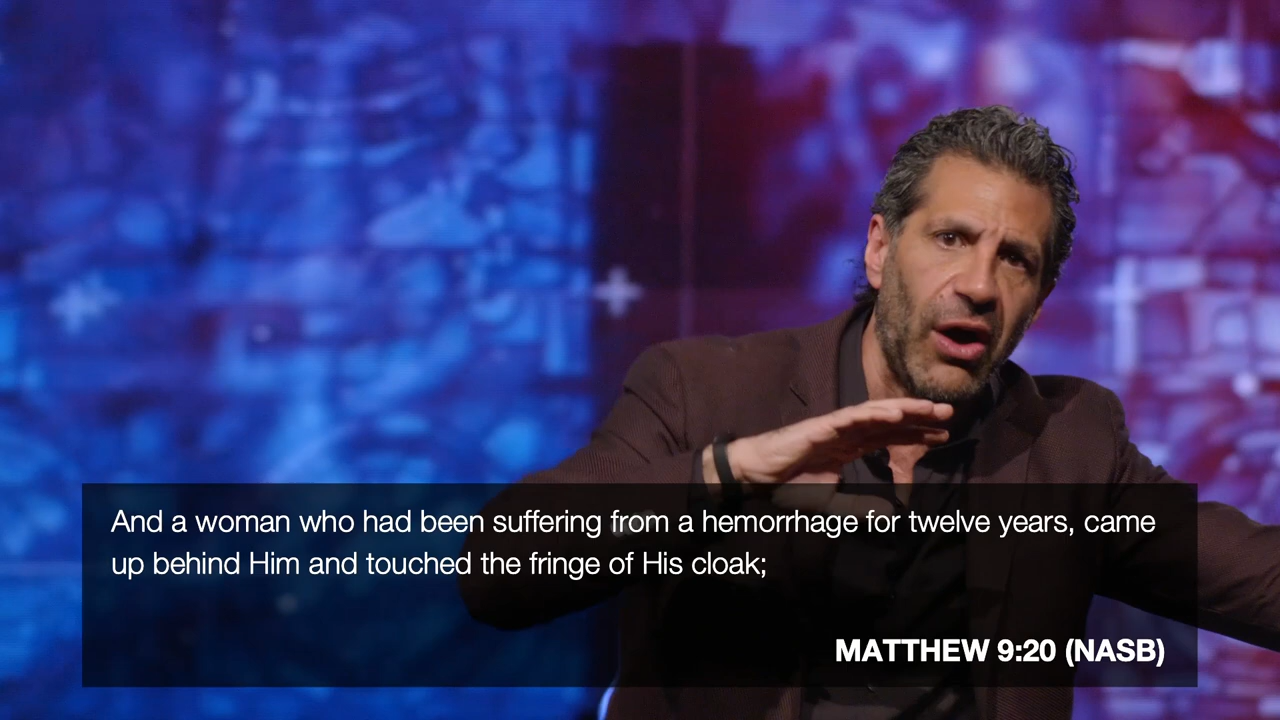 And a woman who had been suffering from a hemorrhage for twelve years, came
up behind Him and touched the fringe of His cloak;
MATTHEW 9:20 (NASB)